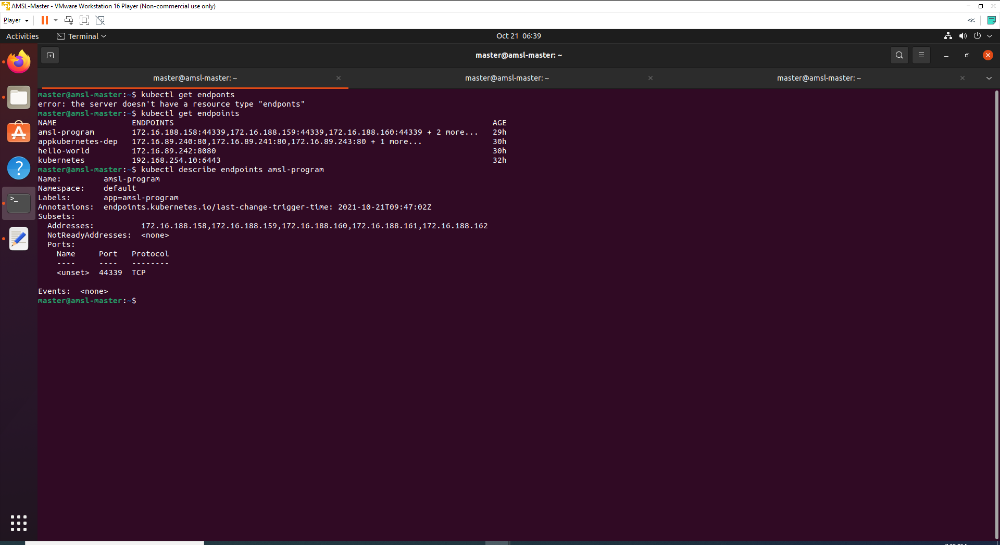 AMSL-Master - VMware Workstation 16 Player (Non-commercial use only)
Player
Activities Terminal Oct 21 06:39
master@amsl-master: ~
master@amsl-master: ~ master@amsl-master: ~ master@amsl-master: ~
master@amsl-master:~$ kubectl get endponts
error: the server doesn't have a resource type "endponts"
master@amsl-master:~$ kubectl get endpoints
NAME ENDPOINTS AGE
amsl-program 172.16.188.158:44339,172.16.188.159:44339,172.16.188.160:44339 + 2 more... 29h
appkubernetes-dep 172.16.89.240:80,172.16.89.241:80,172.16.89.243:80 + 1 more... 30h
hello-world 172.16.89.242:8080 30h
kubernetes 192.168.254.10:6443 32h
master@amsl-master:~$ kubectl describe endpoints amsl-program
Name: amsl-program
Namespace: default
Labels: app=amsl-program
Annotations: endpoints.kubernetes.io/last-change-trigger-time: 2021-10-21T09:47:02Z
Subsets:
Addresses: 172.16.188.158,172.16.188.159,172.16.188.160,172.16.188.161,172.16.188.162
NotReadyAddresses: <none>
Ports:
Name Port Protocol
---- ---- --------
<unset> 44339 TCP
Events: <none>
master@amsl-master:~$